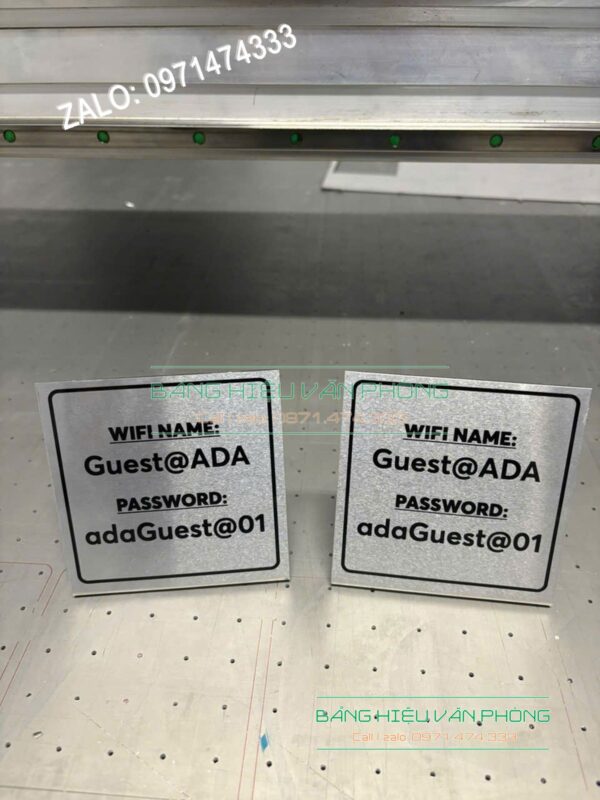 ZALO: 0971474333
BẢNG HIỆU VĂN PHÒNG
WIFI NAME:
Guest@ADA
PASSWORD:
adaGuest@01
WIFI NAME:
Guest@ADA
PASSWORD:
adaGuest@01
BẢNG HIỆU VĂN PHÒNG
Call | zalo: 0971.474.333